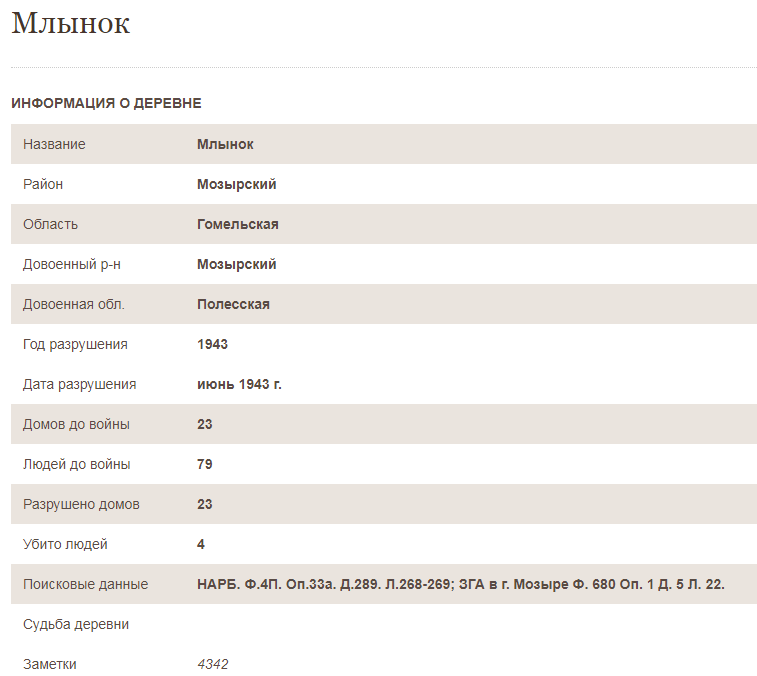 Млынок
ИНФОРМАЦИЯ О ДЕРЕВНЕ
Название Млынок
Район Мозырский
Область Гомельская
Довоенный р-н Мозырский
Довоенная обл. Полесская
Год разрушения 1943
Дата разрушения июнь 1943 г.
Домов до войны 23
Людей до войны 79
Разрушено домов 23
Убито людей 4
Поисковые данные НАРБ. Ф.4П. Оп.33а. Д.289. Л.268-269; ЗГА в г. Мозыре Ф. 680 Оп. 1 Д. 5 Л. 22.
Судьба деревни
Заметки 4342